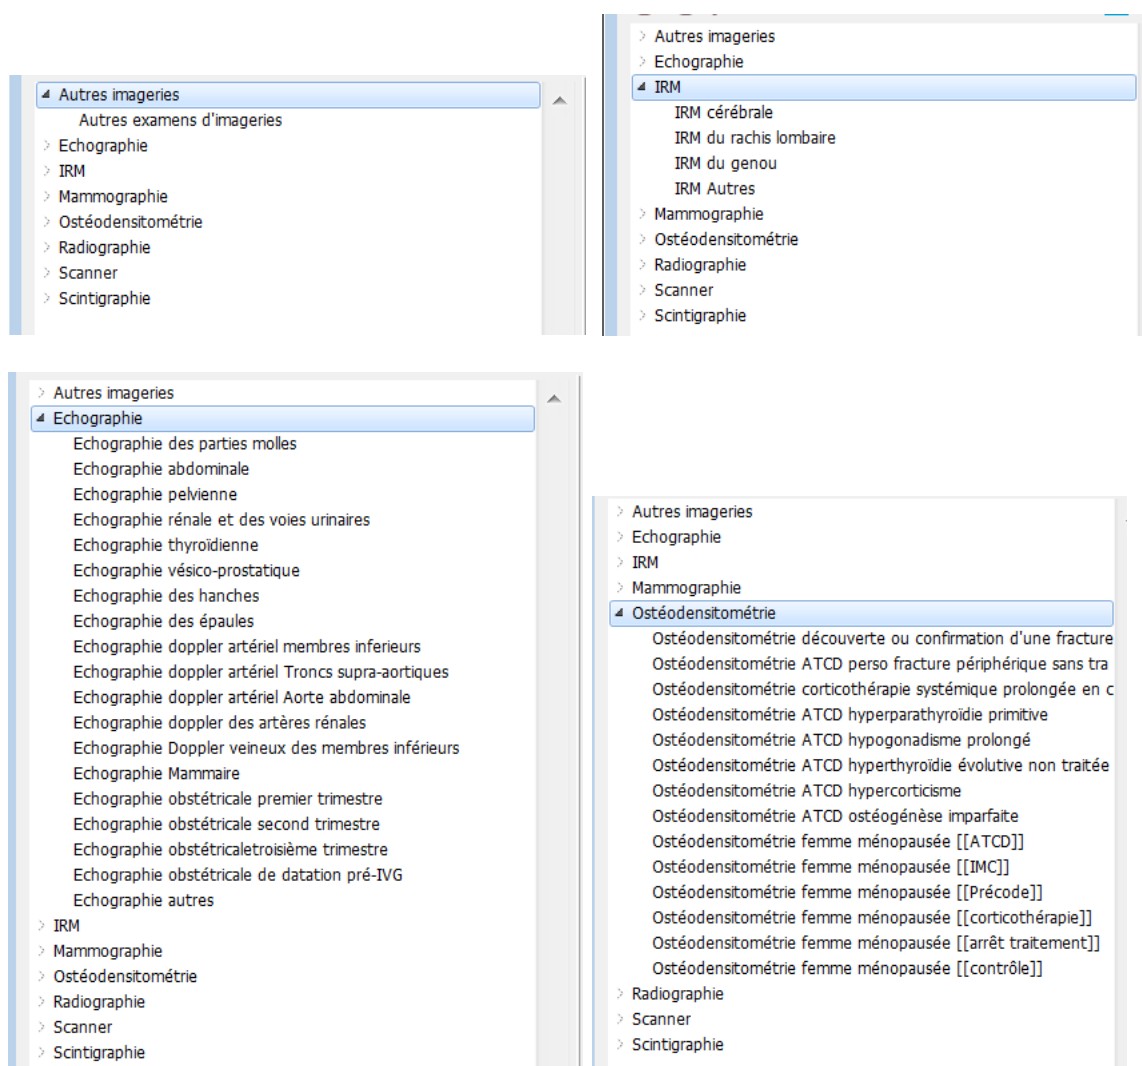 Autres imageries
Autres examens d'imageries
Echographie
IRM
Mammographie
Ostéodensitométrie
Radiographie
Scanner
Scintigraphie
Autres imageries
Echographie
IRM
IRM cérébrale
IRM du rachis lombaire
IRM du genou
IRM Autres
Mammographie
Ostéodensitométrie
Radiographie
Scanner
Scintigraphie
Autres imageries
Echographie
Echographie des parties molles
Echographie abdominale
Echographie pelvienne
Echographie rénale et des voies urinaires
Echographie thyroïdienne
Echographie vésico-prostatique
Echographie des hanches
Echographie des épaules
Echographie doppler artériel membres inferieurs
Echographie doppler artériel Troncs supra-aortiques
Echographie doppler artériel Aorte abdominale
Echographie doppler des artères rénales
Echographie Doppler veineux des membres inférieurs
Echographie Mammaire
Echographie obstétricale premier trimestre
Echographie obstétricale second trimestre
Echographie obstétricaletroisième trimestre
Echographie obstétricale de datation pré-IVG
Echographie autres
IRM
Mammographie
Ostéodensitométrie
Radiographie
Scanner
Scintigraphie
Autres imageries
Echographie
IRM
Mammographie
Ostéodensitométrie
Ostéodensitométrie découverte ou confirmation d'une fracture
Ostéodensitométrie ATCD perso fracture périphérique sans tra
Ostéodensitométrie corticothérapie systémique prolongée en c
Ostéodensitométrie ATCD hyperparathyroïdie primitive
Ostéodensitométrie ATCD hypogonadisme prolongé
Ostéodensitométrie ATCD hyperthyroïdie évolutive non traitée
Ostéodensitométrie ATCD hypercorticisme
Ostéodensitométrie ATCD ostéogénèse imparfaite
Ostéodensitométrie femme ménopausée [[ATCD]]
Ostéodensitométrie femme ménopausée [[IMC]]
Ostéodensitométrie femme ménopausée [[Précode]]
Ostéodensitométrie femme ménopausée [[corticothérapie]]
Ostéodensitométrie femme ménopausée [[arrêt traitement]]
Ostéodensitométrie femme ménopausée [[contrôle]]
Radiographie
Scanner
Scintigraphie